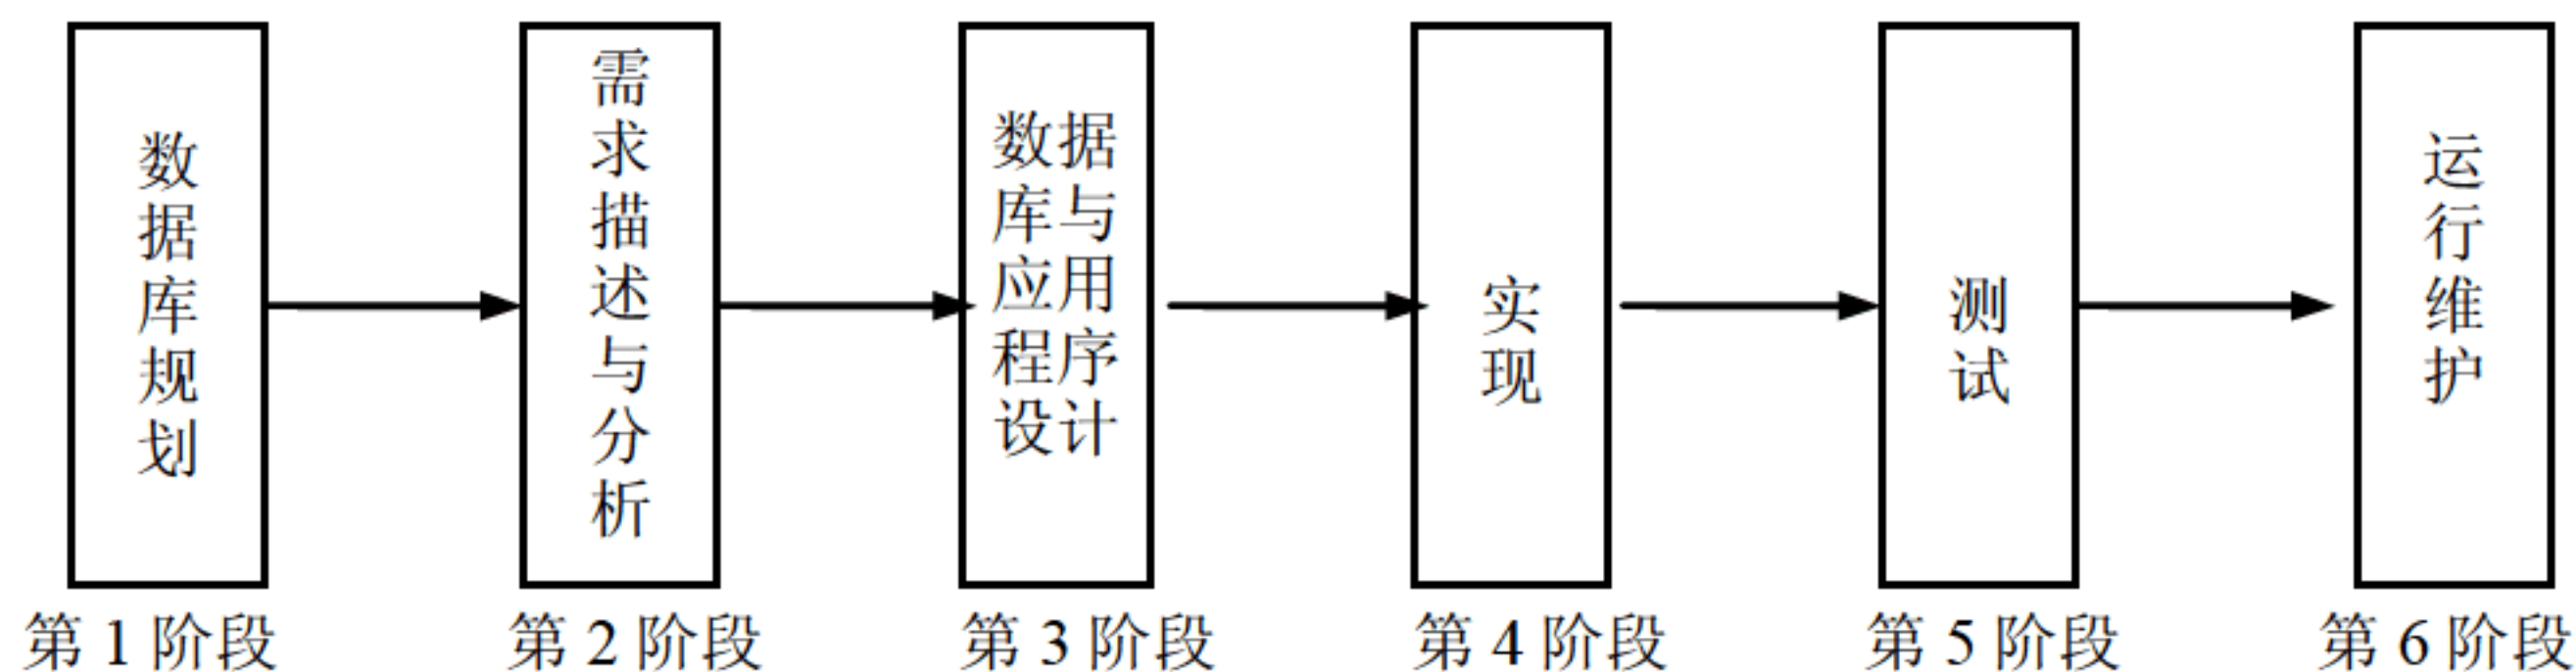 数据库规划
需求描述与分析
数据
库与
应用
程序
设计
实现
测试
运行维护
第 1 阶段
第 2 阶段
第 3 阶段
第 4 阶段
第 5 阶段
第 6 阶段